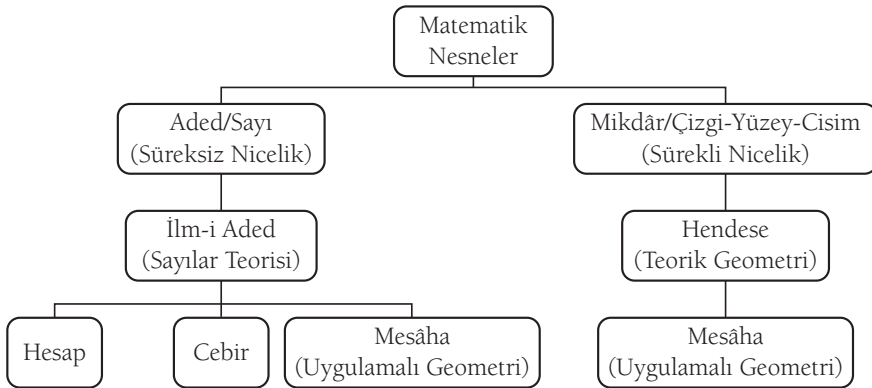 Matematik
Nesneler
Aded/Sayı
(Süreksiz Nicelik)
Mikdâr/Çizgi-Yüzey-Cisim
(Sürekli Nicelik)
İlm-i Aded
(Sayılar Teorisi)
Hendese
(Teorik Geometri)
Hesap
Cebir
Mesâha
(Uygulamalı Geometri)
Mesâha
(Uygulamalı Geometri)